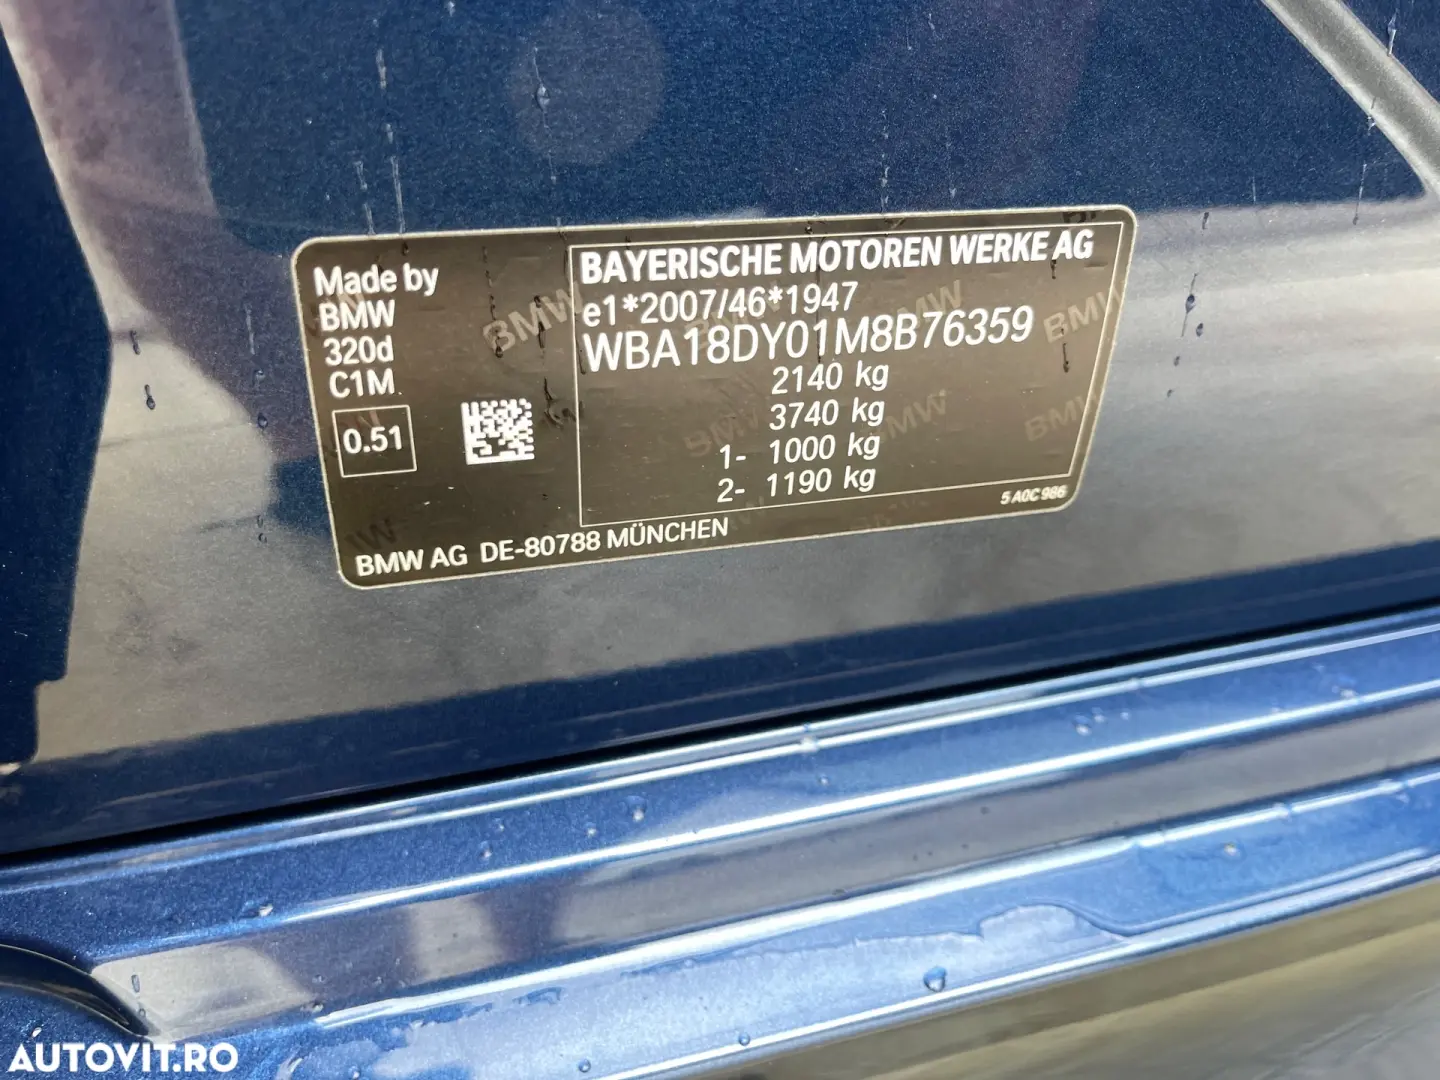 Made by
BMW
320d
C1M
0.51
BAYERISCHE MOTOREN WERKE AG
e1*2007/46*1947
WBA18DY01M8B76359
2140 kg
3740 kg
1- 1000 kg
2- 1190 kg
5 A0C 986
BMW AG DE-80788 MÜNCHEN
AUTOVIT.RO